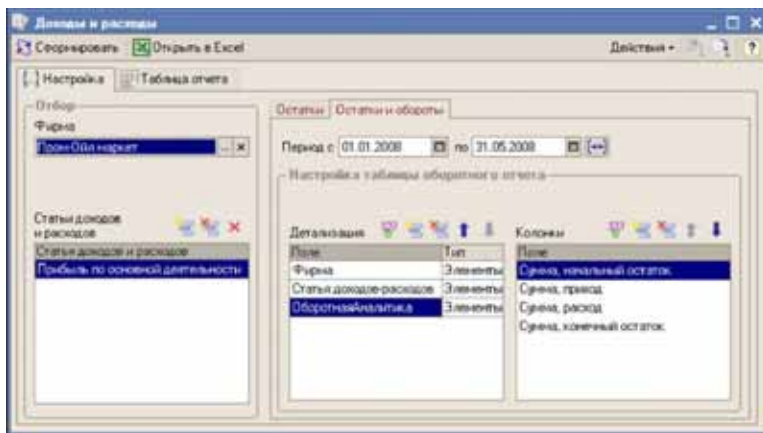 Доходы и расходы
Сформировать Открыть в Excel Действия ?
Настройка Таблица отчета
Отбор
Фирма
Пром-Ойл маркет ... x
Статьи доходов
и расходов
Статьи доходов и расходов
Прибыль по основной деятельности
Остатки Остатки и обороты
Период с 01.01.2008 по 31.05.2008
Настройка таблицы оборотного отчета
Детализация
Поле Тип
Фирма Элементы
Статья доходов-расходов Элементы
ОборотнаяАналитика Элементы
Колонки
Поле
Сумма, начальный остаток
Сумма, приход
Сумма, расход
Сумма, конечный остаток